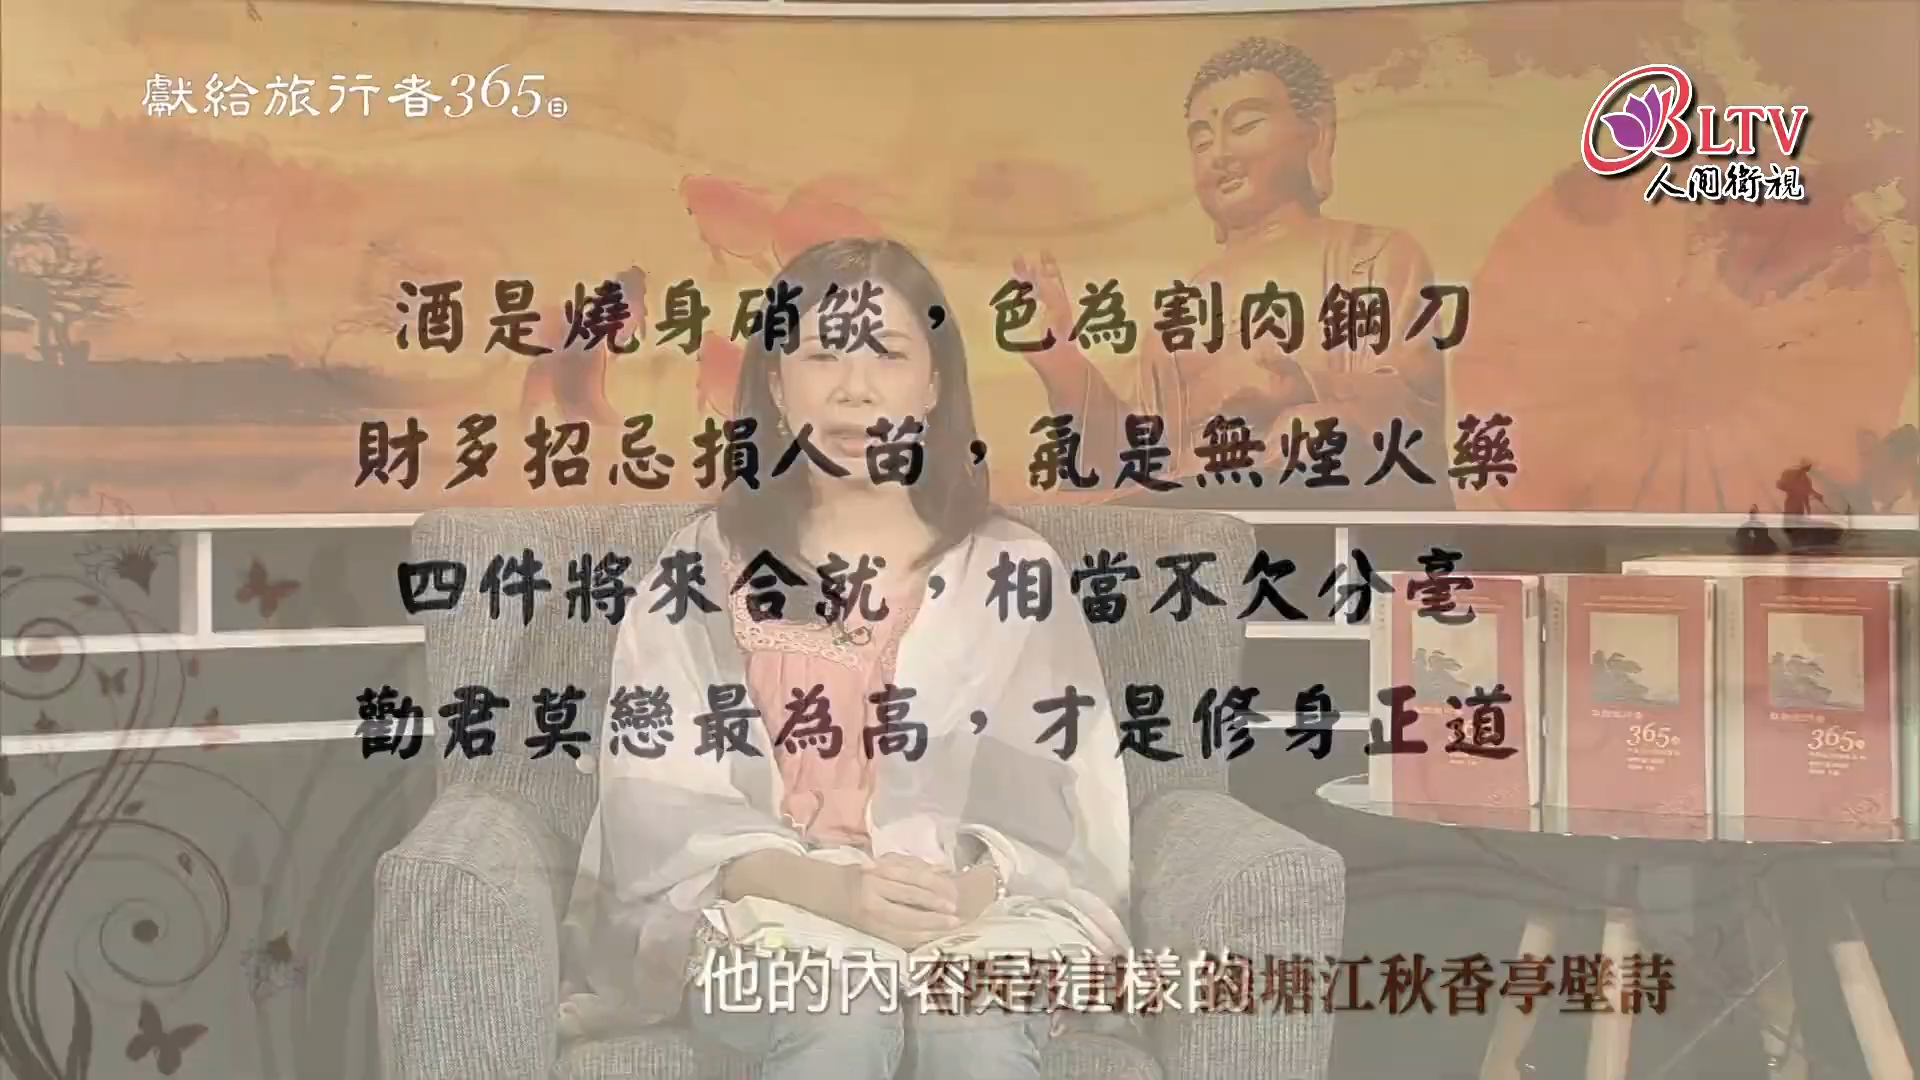 獻給旅行者365日
BLTV
人間衛視
酒是燒身硝燄，色為割肉鋼刀
財多招忌損人苗，氣是無煙火藥
四件將來合就，相當不欠分毫
勸君莫戀最為高，才是修身正道
他的內容是這樣的
塘江秋香亭壁詩
365
365